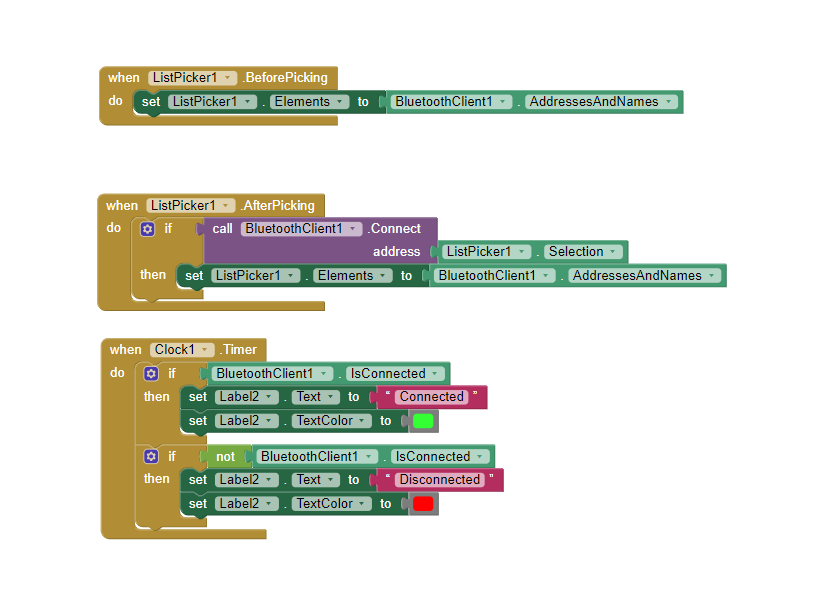 when ListPicker1 .BeforePicking
do set ListPicker1 . Elements to BluetoothClient1 . AddressesAndNames
when ListPicker1 .AfterPicking
do if call BluetoothClient1 .Connect
address ListPicker1 . Selection
then set ListPicker1 . Elements to BluetoothClient1 . AddressesAndNames
when Clock1 .Timer
do if BluetoothClient1 . IsConnected
then set Label2 . Text to “ Connected ”
set Label2 . TextColor to
if not BluetoothClient1 . IsConnected
then set Label2 . Text to “ Disconnected ”
set Label2 . TextColor to